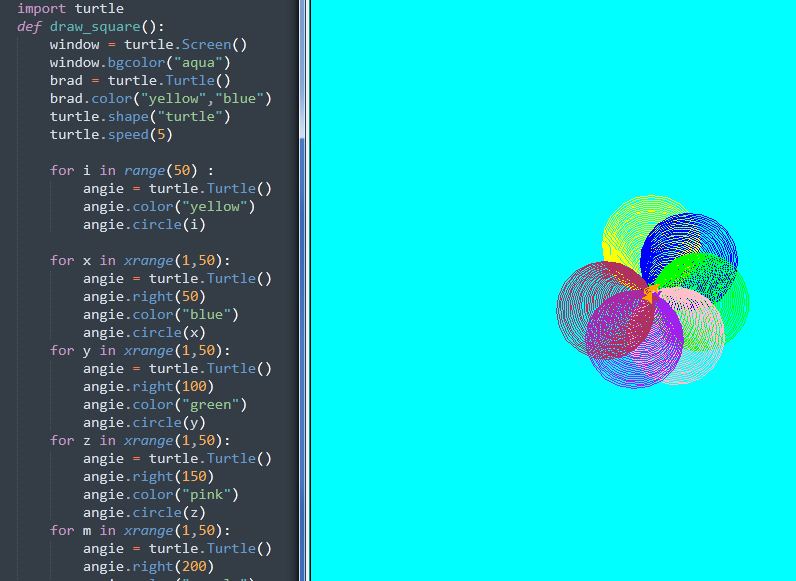 import turtle
def draw_square():
    window = turtle.Screen()
    window.bgcolor("aqua")
    brad = turtle.Turtle()
    brad.color("yellow","blue")
    turtle.shape("turtle")
    turtle.speed(5)

    for i in range(50) :
        angie = turtle.Turtle()
        angie.color("yellow")
        angie.circle(i)

    for x in xrange(1,50):
        angie = turtle.Turtle()
        angie.right(50)
        angie.color("blue")
        angie.circle(x)
    for y in xrange(1,50):
        angie = turtle.Turtle()
        angie.right(100)
        angie.color("green")
        angie.circle(y)
    for z in xrange(1,50):
        angie = turtle.Turtle()
        angie.right(150)
        angie.color("pink")
        angie.circle(z)
    for m in xrange(1,50):
        angie = turtle.Turtle()
        angie.right(200)